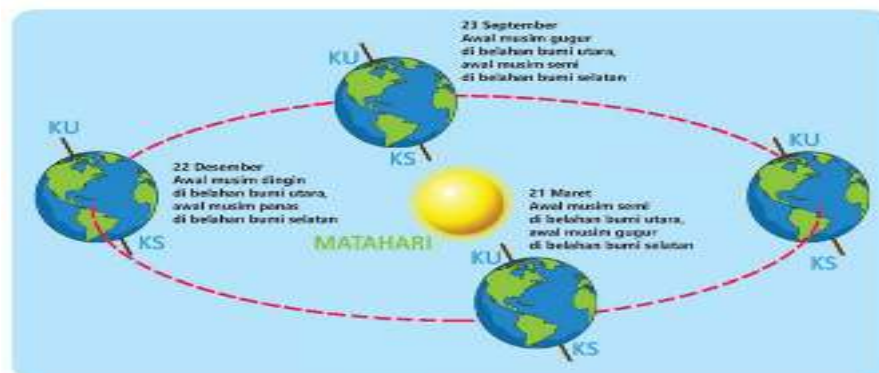 23 September
Awal musim gugur
di belahan bumi utara,
awal musim semi
di belahan bumi selatan
KU
KS
KU
22 Desember
Awal musim dingin
di belahan bumi utara,
awal musim panas
di belahan bumi selatan
KS
MATAHARI
21 Maret
Awal musim semi
di belahan bumi utara,
awal musim gugur
di belahan bumi selatan
KU
KS
KU
KS